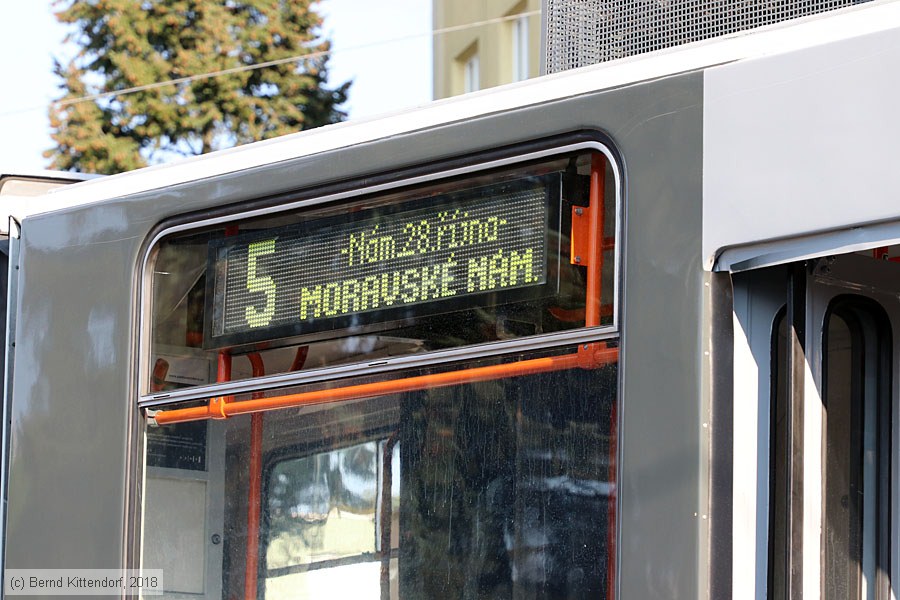 5
-Nám.28.října-
MORAVSKÉ NÁM.
(c) Bernd Kittendorf, 2018